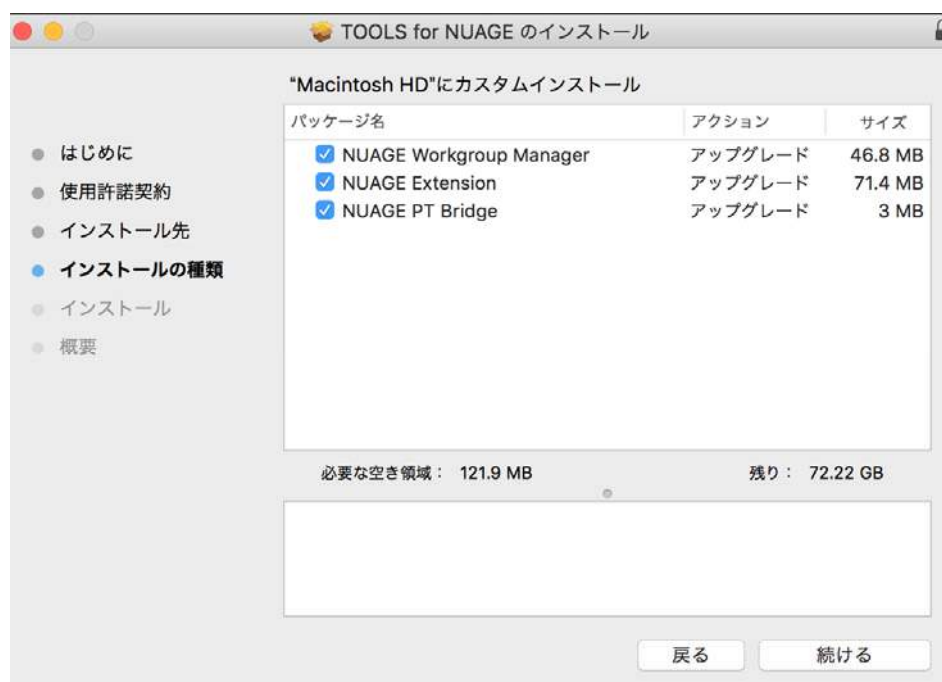 TOOLS for NUAGE のインストール
"Macintosh HD"にカスタムインストール
はじめに
使用許諾契約
インストール先
インストールの種類
インストール
概要
パッケージ名 アクション サイズ
NUAGE Workgroup Manager アップグレード 46.8 MB
NUAGE Extension アップグレード 71.4 MB
NUAGE PT Bridge アップグレード 3 MB
必要な空き領域： 121.9 MB 残り： 72.22 GB
戻る 続ける